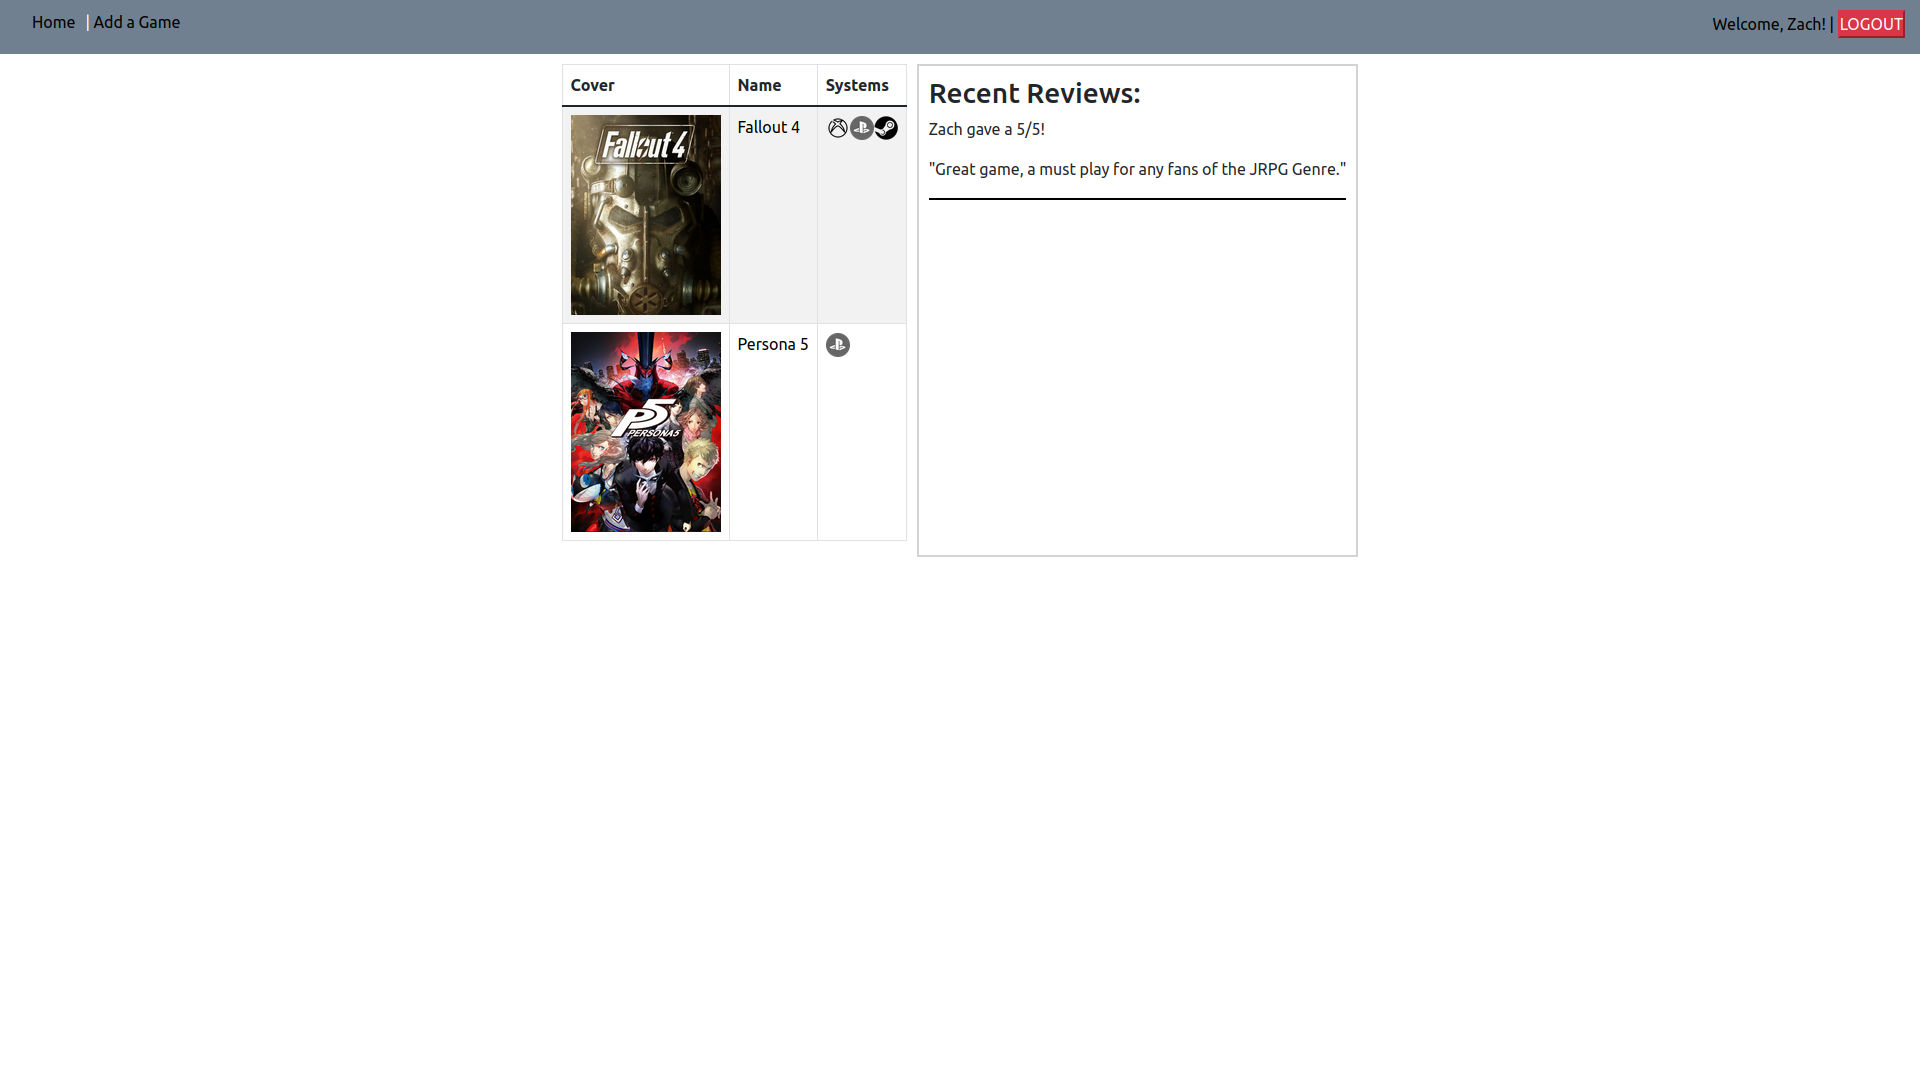 Home | Add a Game
Welcome, Zach! | LOGOUT
Cover Name Systems
Fallout 4
Fallout 4
P5
PERSONA5
Persona 5
Recent Reviews:
Zach gave a 5/5!
"Great game, a must play for any fans of the JRPG Genre."